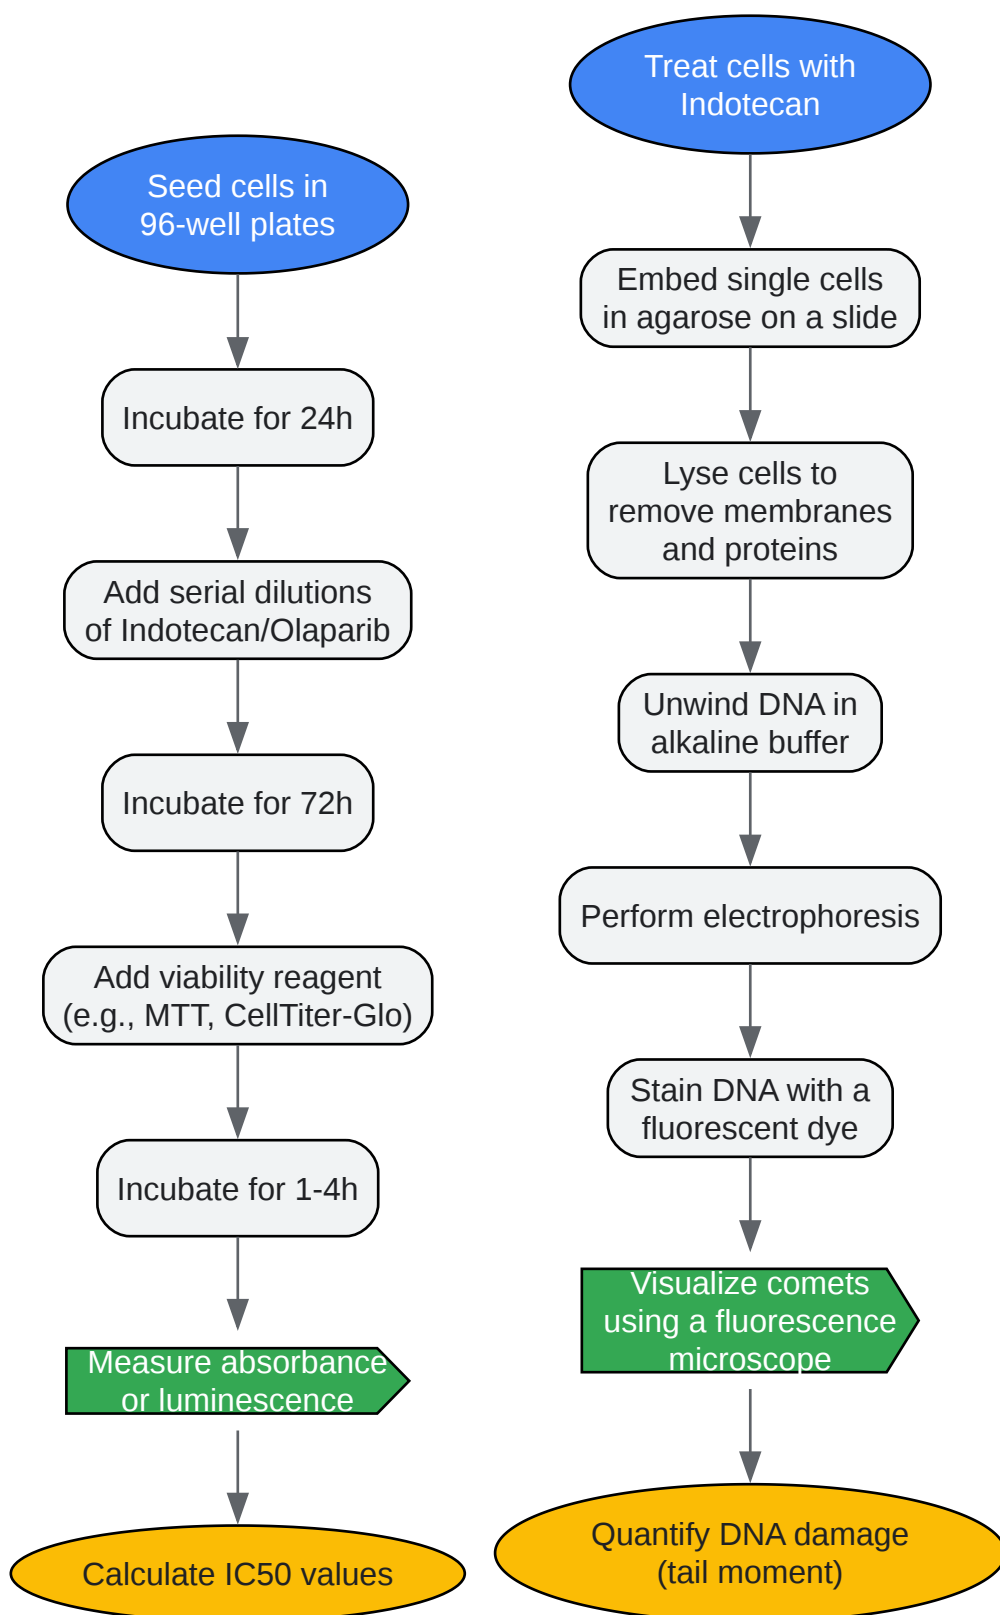 Seed cells in
96-well plates
Incubate for 24h
Add serial dilutions
of Indotecan/Olaparib
Incubate for 72h
Add viability reagent
(e.g., MTT, CellTiter-Glo)
Incubate for 1-4h
Measure absorbance
or luminescence
Calculate IC50 values
Treat cells with
Indotecan
Embed single cells
in agarose on a slide
Lyse cells to
remove membranes
and proteins
Unwind DNA in
alkaline buffer
Perform electrophoresis
Stain DNA with a
fluorescent dye
Visualize comets
using a fluorescence
microscope
Quantify DNA damage
(tail moment)